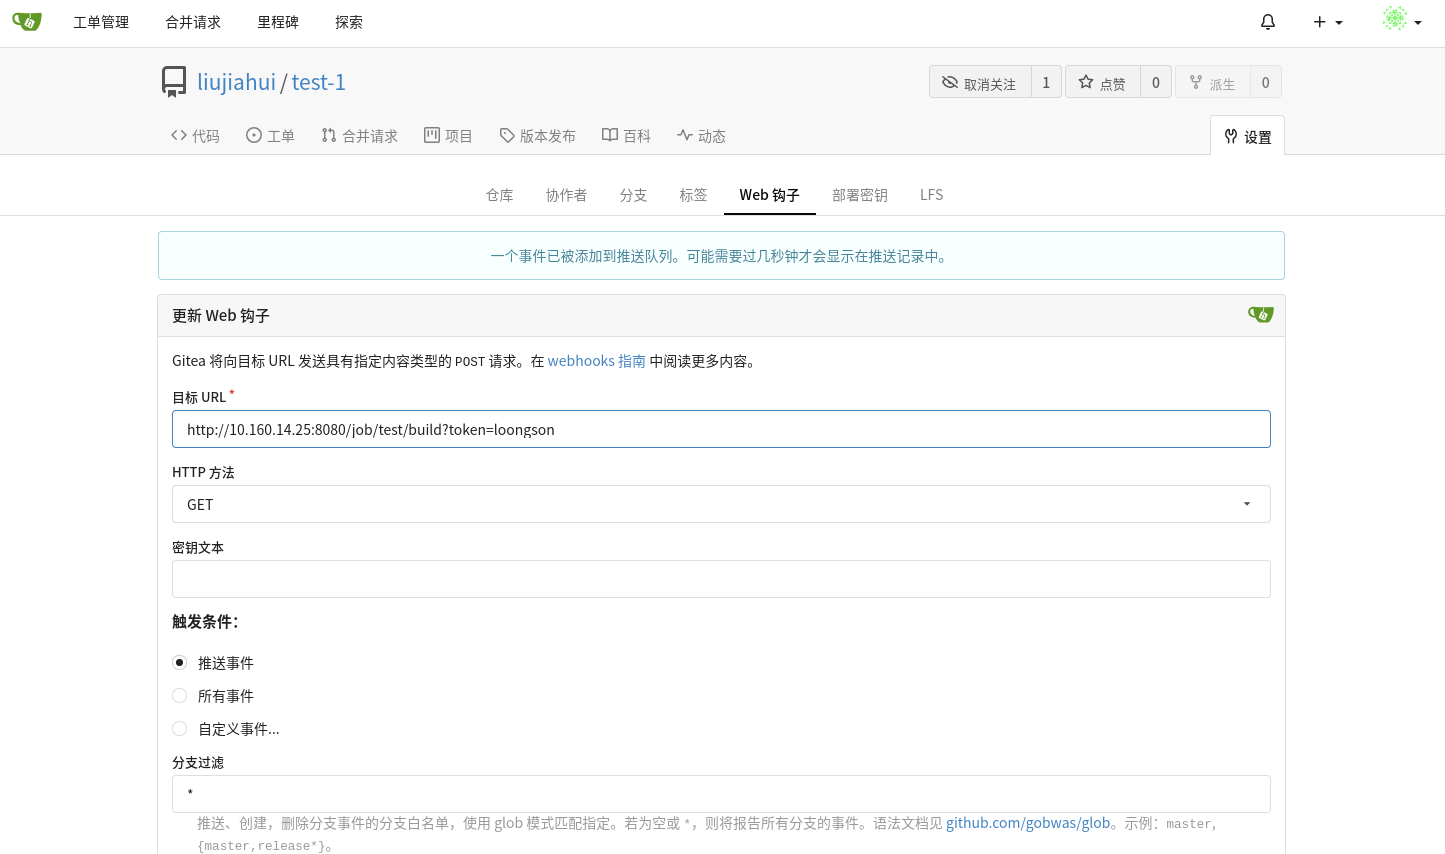 工单管理 合并请求 里程碑 探索
liujiahui / test-1
取消关注 1 点赞 0 派生 0
代码 工单 合并请求 项目 版本发布 百科 动态 设置
仓库 协作者 分支 标签 Web 钩子 部署密钥 LFS
一个事件已被添加到推送队列。可能需要过几秒钟才会显示在推送记录中。
更新 Web 钩子
Gitea 将向目标 URL 发送具有指定内容类型的 POST 请求。在 webhooks 指南 中阅读更多内容。
目标 URL *
http://10.160.14.25:8080/job/test/build?token=loongson
HTTP 方法
GET
密钥文本
触发条件：
推送事件
所有事件
自定义事件...
分支过滤
*
推送、创建，删除分支事件的分支白名单，使用 glob 模式匹配指定。若为空或 *，则将报告所有分支的事件。语法文档见 github.com/gobwas/glob。示例：master,
{master,release*}。